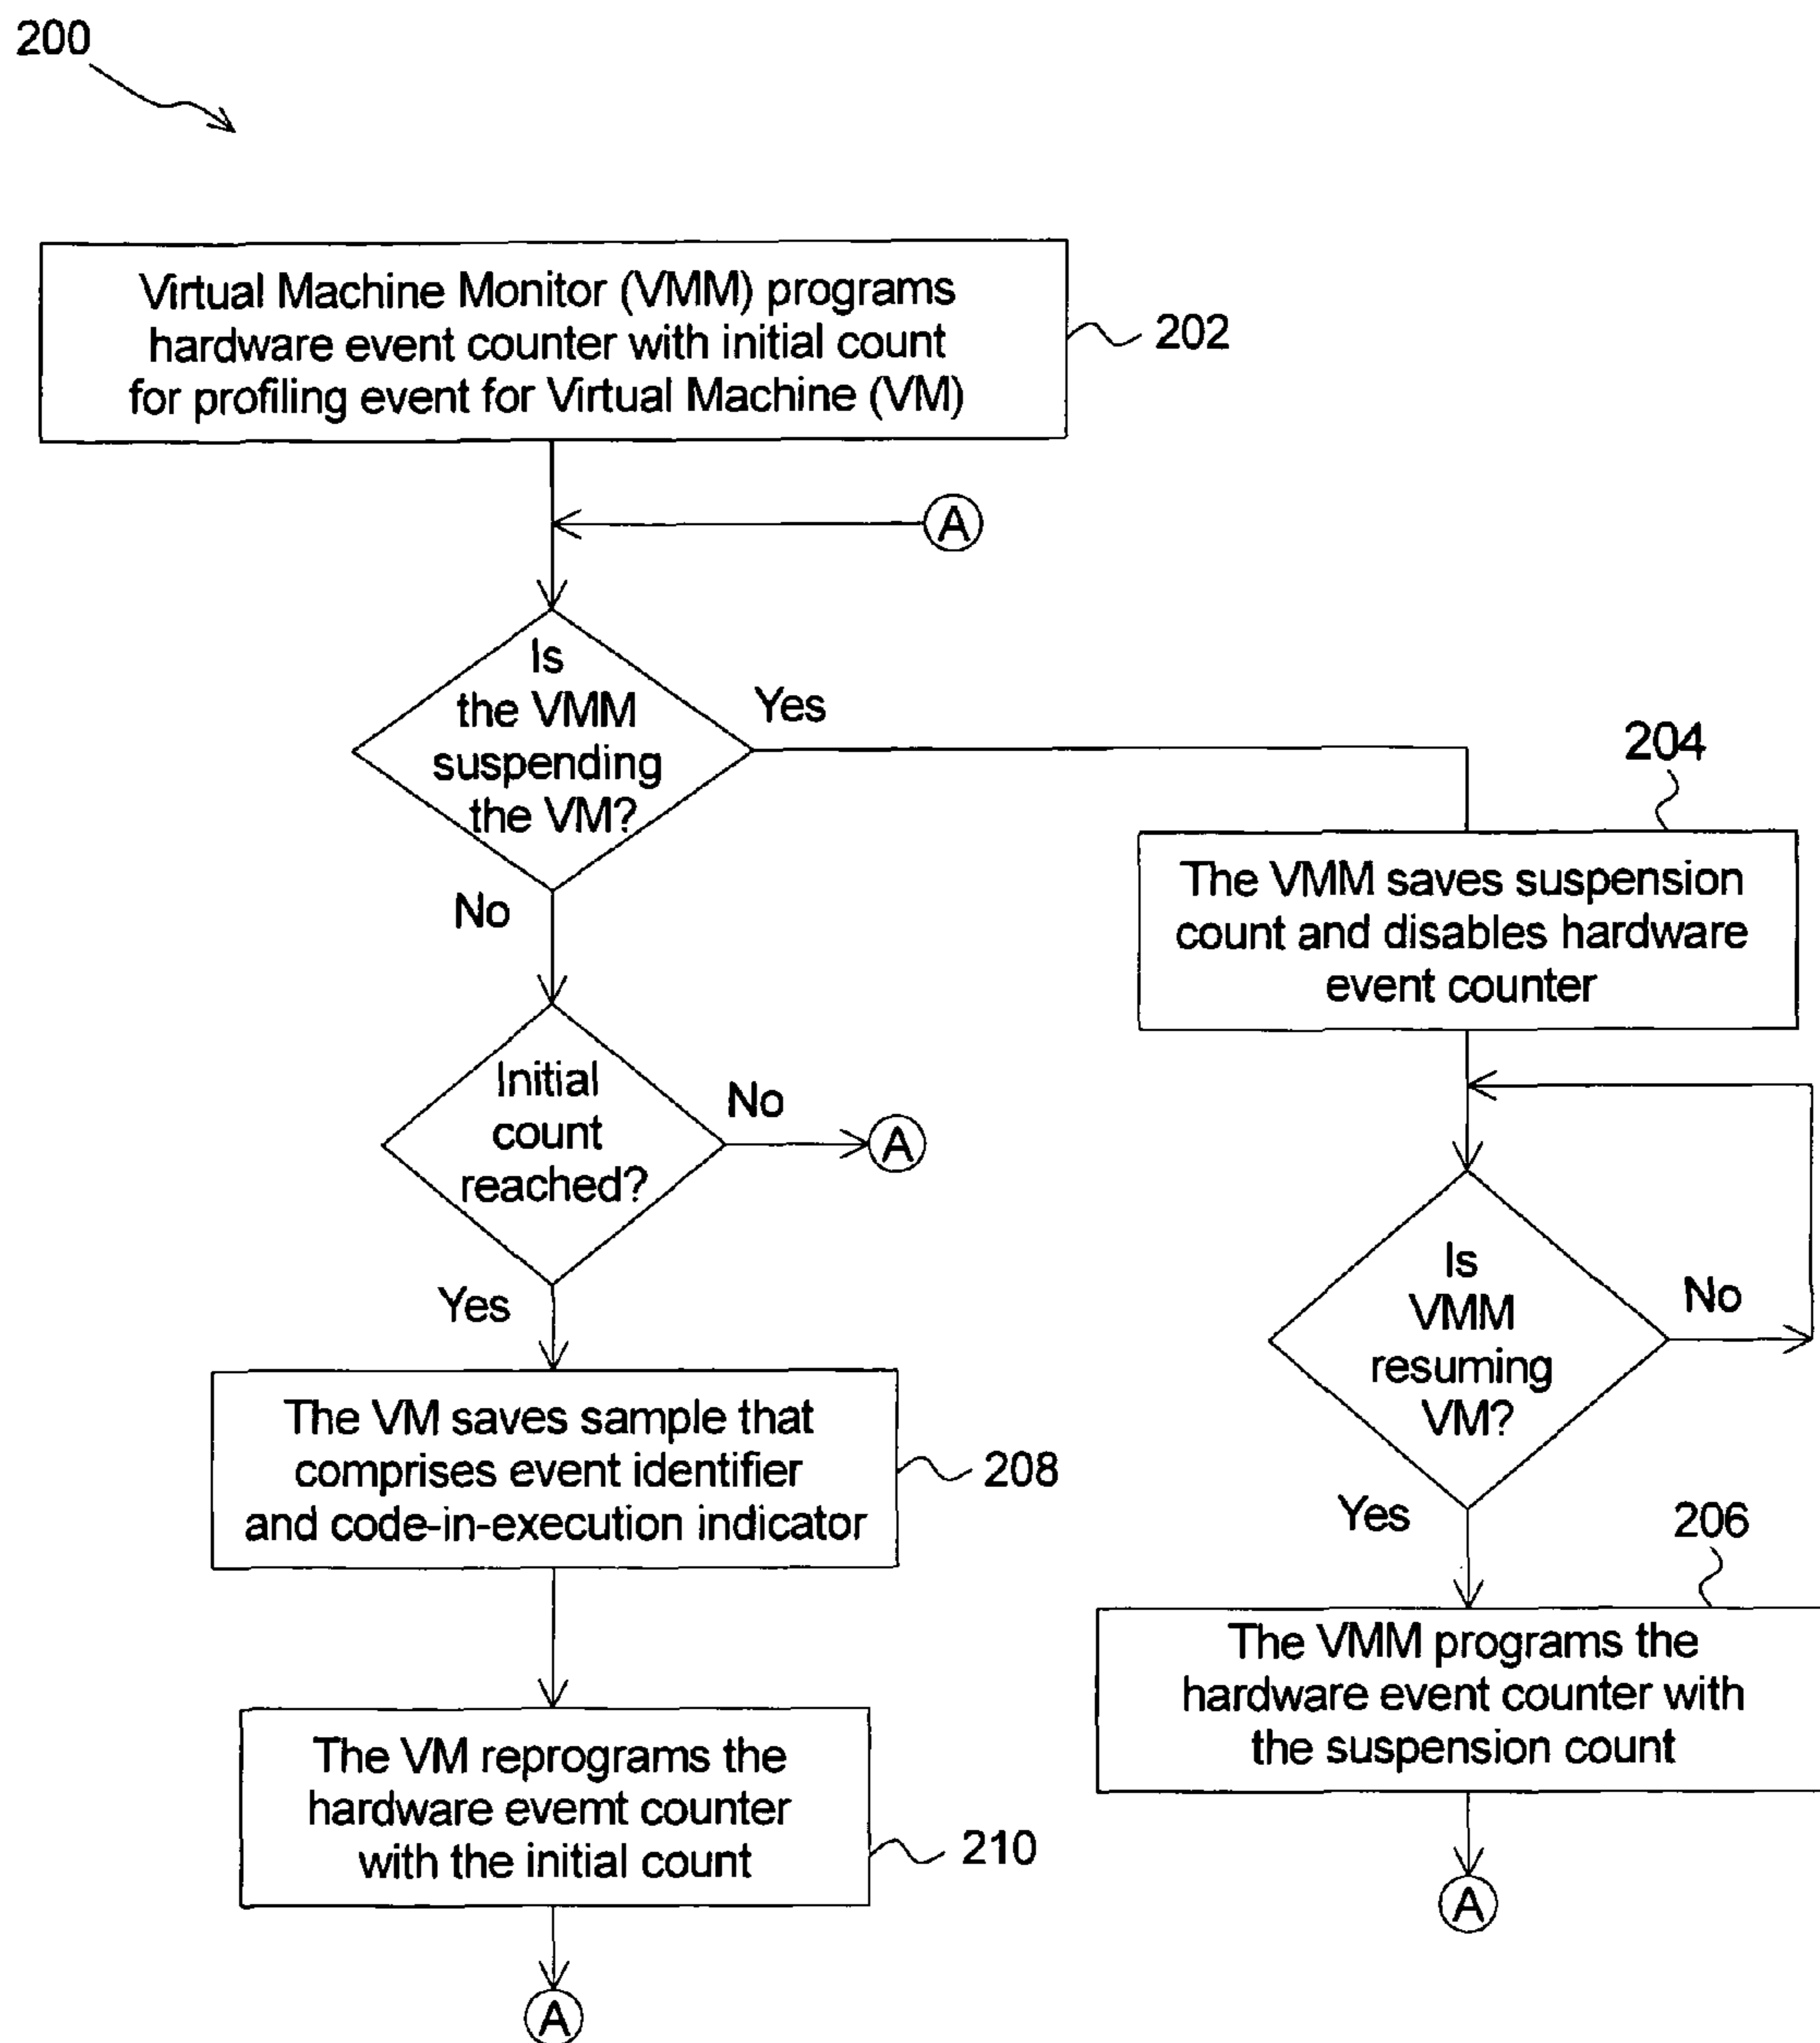 200
Virtual Machine Monitor (VMM) programs
hardware event counter with initial count
for profiling event for Virtual Machine (VM)
202
A
Is
the VMM
suspending
the VM?
Yes
No
204
The VMM saves suspension
count and disables hardware
event counter
Initial
count
reached?
No
A
Yes
Is
VMM
resuming
VM?
No
Yes
The VM saves sample that
comprises event identifier
and code-in-execution indicator
208
206
The VMM programs the
hardware event counter with
the suspension count
A
The VM reprograms the
hardware evemt counter
with the initial count
210
A